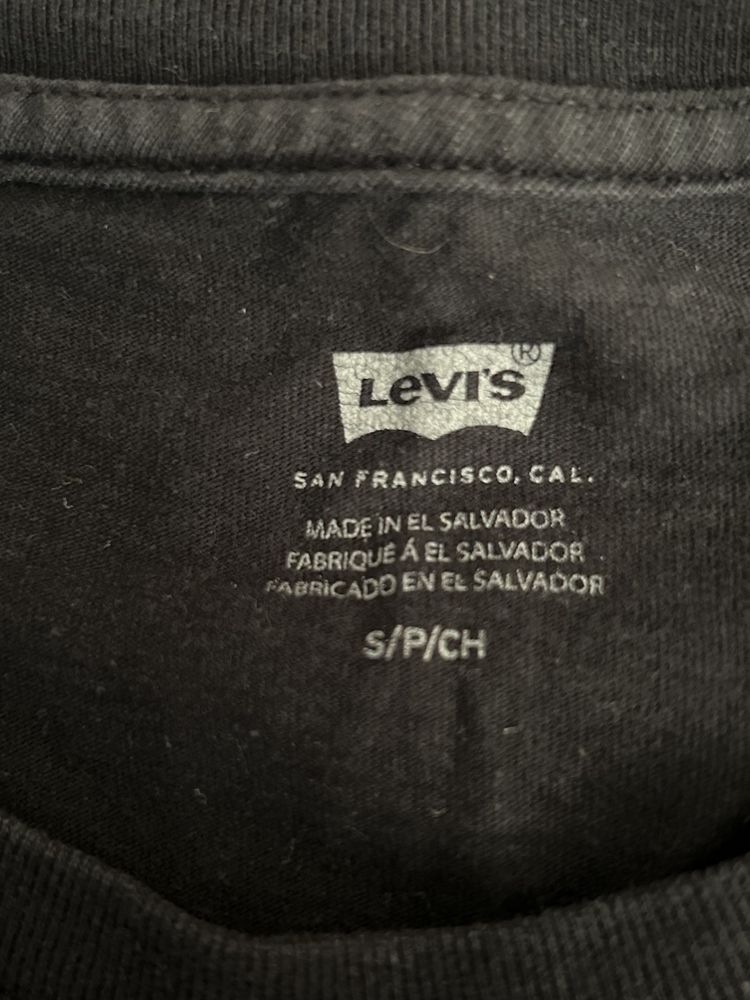 LEVI'S ®
SAN FRANCISCO, CAL.
MADE IN EL SALVADOR
FABRIQUÉ Á EL SALVADOR
FABRICADO EN EL SALVADOR
S/P/CH